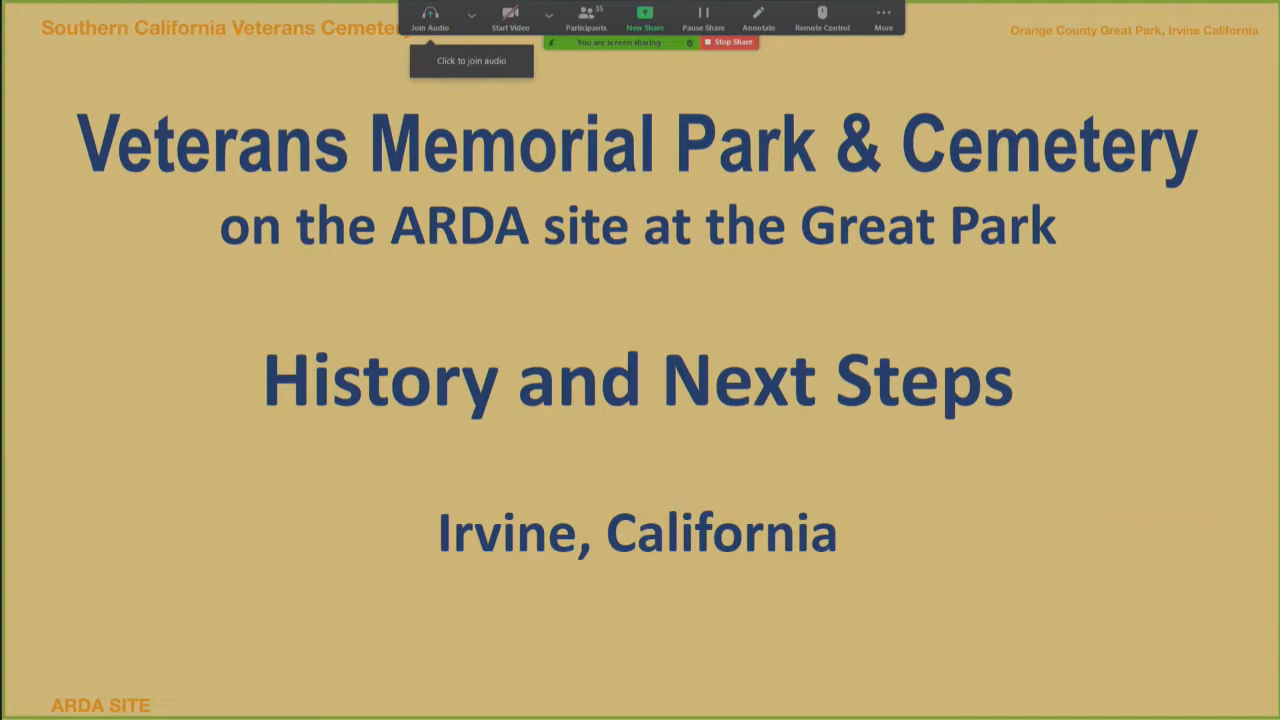 Southern California Veterans Cemetery
Join Audio
Start Video
Participants
35
New Share
Pause Share
Annotate
Remote Control
More
Orange County Great Park, Irvine California
You are screen sharing
Stop Share
Click to join audio
Veterans Memorial Park & Cemetery
on the ARDA site at the Great Park
History and Next Steps
Irvine, California
ARDA SITE